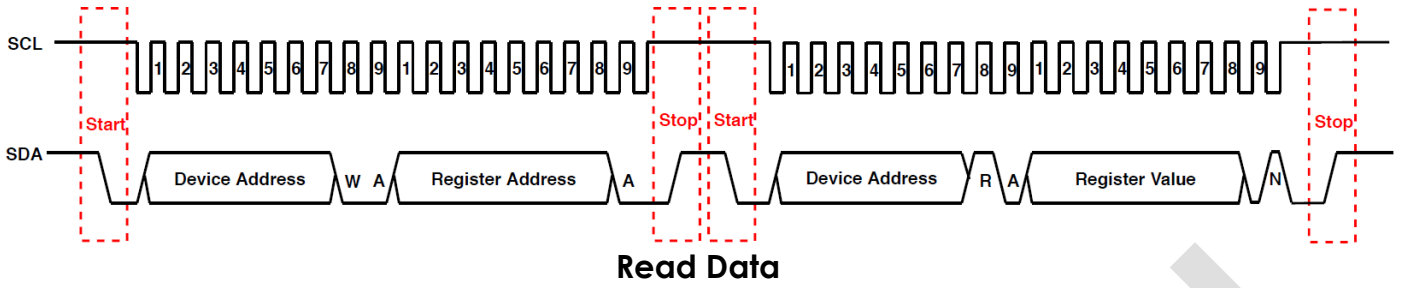 SCL 1 2 3 4 5 6 7 8 9 1 2 3 4 5 6 7 8 9 1 2 3 4 5 6 7 8 9 1 2 3 4 5 6 7 8 9
Start Stop Start Stop
SDA Device Address W A Register Address A Device Address R A Register Value N
Read Data